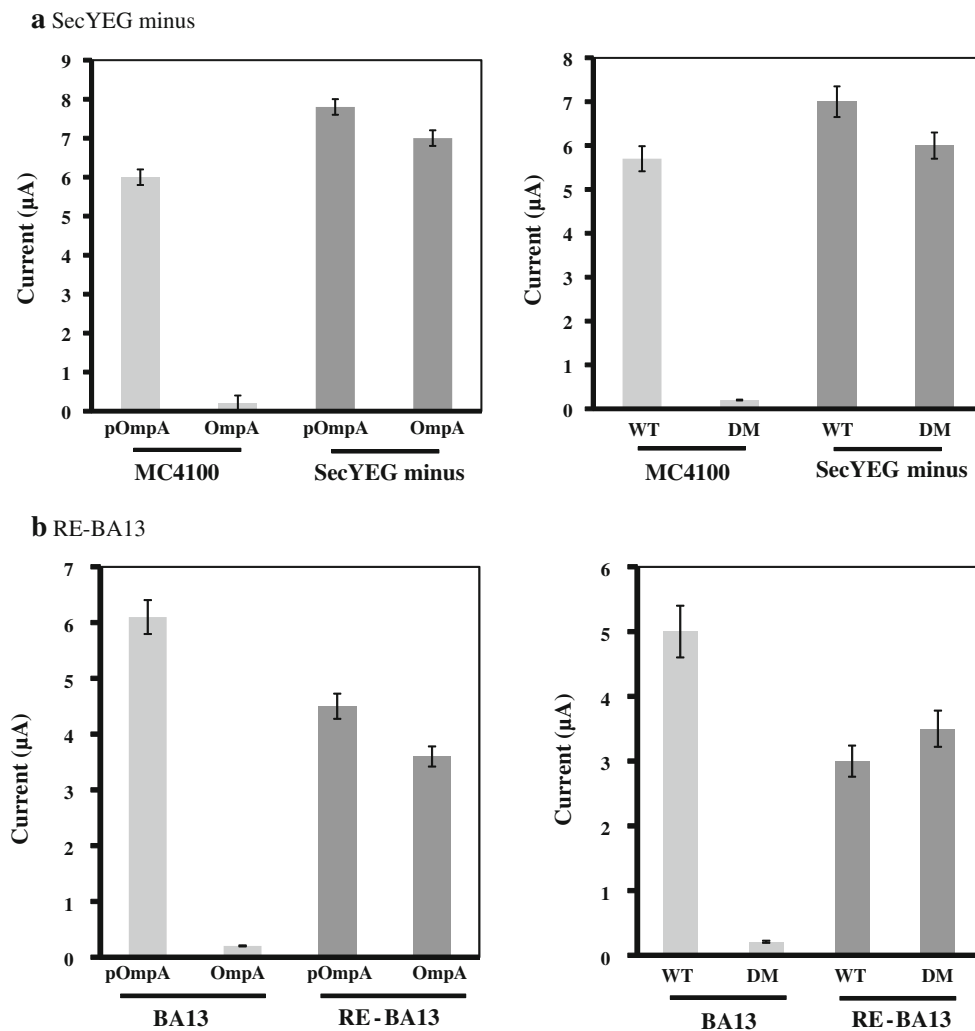 a SecYEG minus
Current (µA)
9
8
7
6
5
4
3
2
1
0
pOmpA OmpA pOmpA OmpA
MC4100 SecYEG minus
Current (µA)
8
7
6
5
4
3
2
1
0
WT DM WT DM
MC4100 SecYEG minus
b RE-BA13
Current (µA)
7
6
5
4
3
2
1
0
pOmpA OmpA pOmpA OmpA
BA13 RE-BA13
Current (µA)
6
5
4
3
2
1
0
WT DM WT DM
BA13 RE-BA13